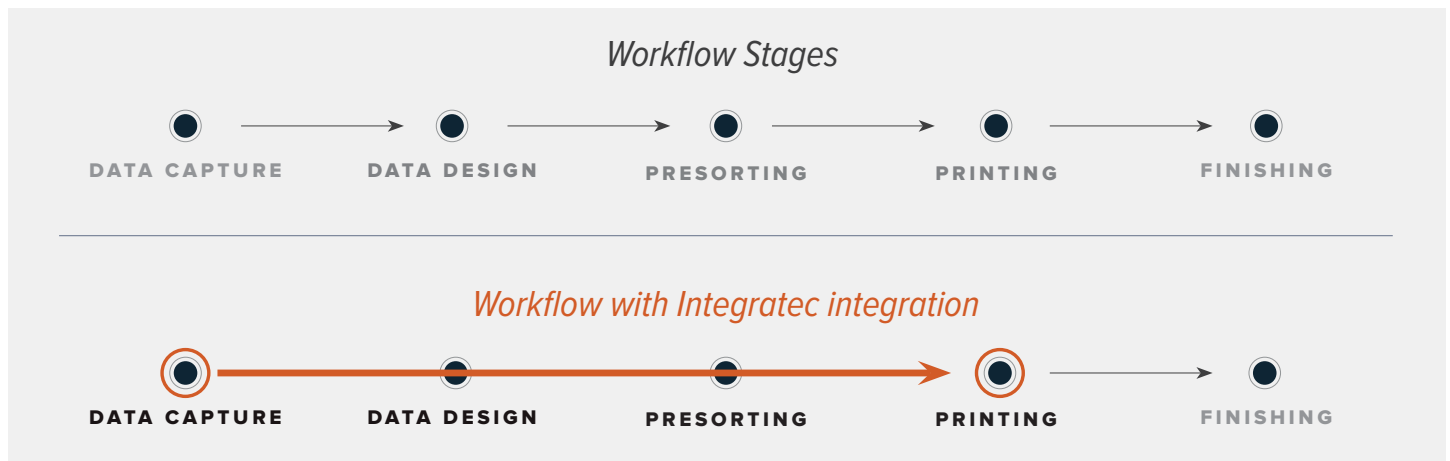 Workflow Stages
DATA CAPTURE
DATA DESIGN
PRESORTING
PRINTING
FINISHING
Workflow with Integratec integration
DATA CAPTURE
DATA DESIGN
PRESORTING
PRINTING
FINISHING